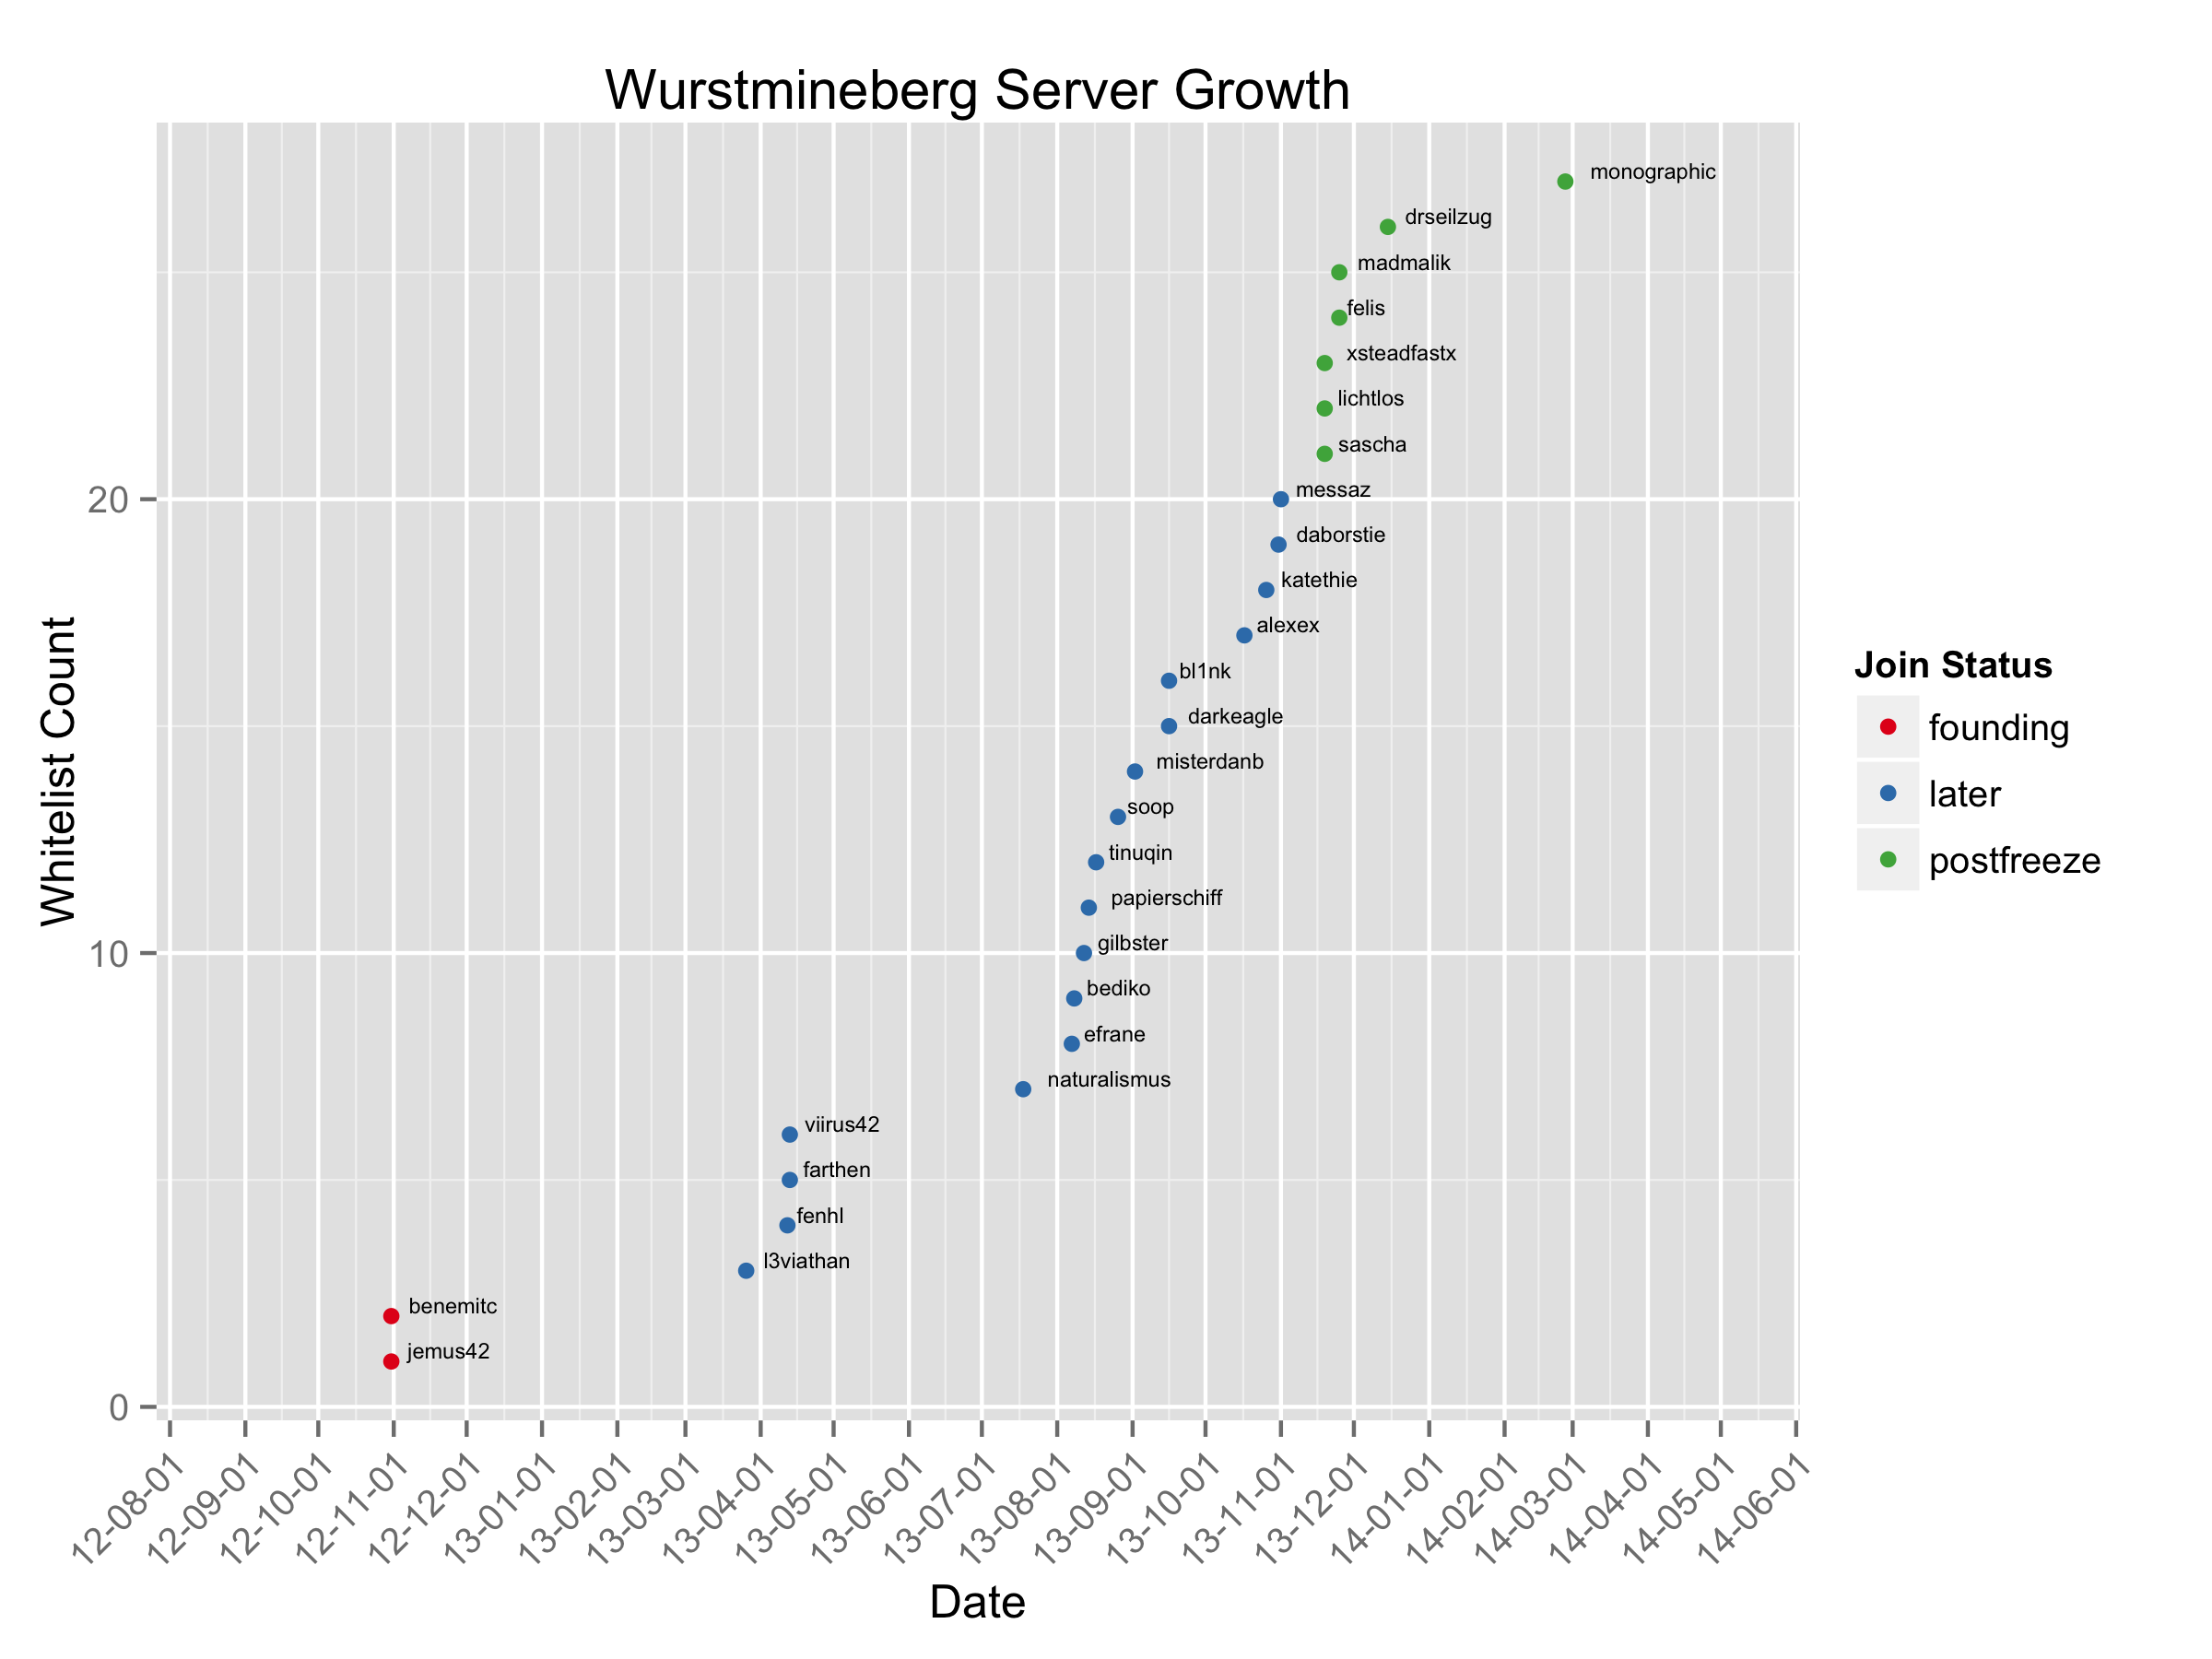 Wurstmineberg Server Growth
monographic
drseilzug
madmalik
felis
xsteadfastx
lichtlos
sascha
messaz
daborstie
katethie
alexex
bl1nk
darkeagle
misterdanb
soop
tinuqin
papierschiff
gilbster
bediko
efrane
naturalismus
viirus42
farthen
fenhl
l3viathan
benemitc
jemus42
20
10
0
Whitelist Count
12-08-01
12-09-01
12-10-01
12-11-01
12-12-01
13-01-01
13-02-01
13-03-01
13-04-01
13-05-01
13-06-01
13-07-01
13-08-01
13-09-01
13-10-01
13-11-01
13-12-01
14-01-01
14-02-01
14-03-01
14-04-01
14-05-01
14-06-01
Date
Join Status
founding
later
postfreeze